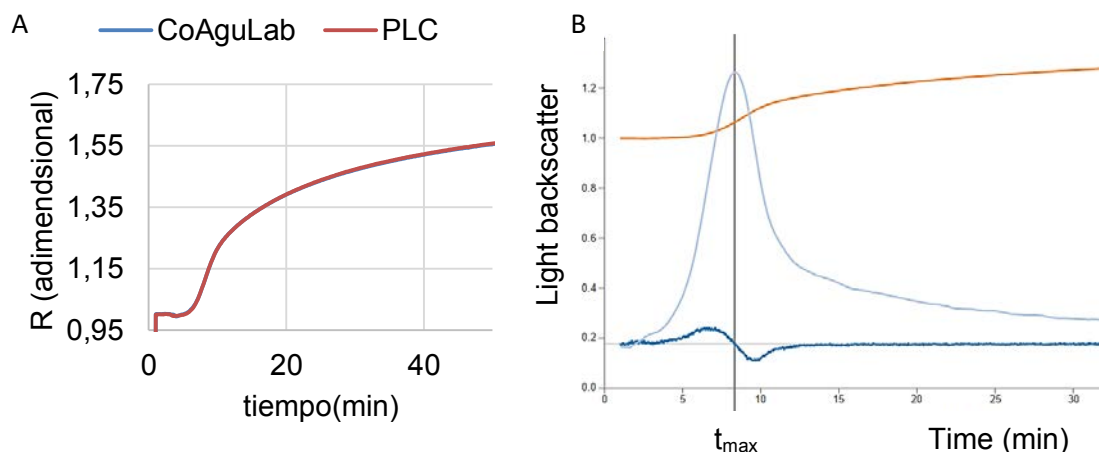 A
CoAguLab PLC
R (adimendsional)
1,75
1,55
1,35
1,15
0,95
0 20 40
tiempo(min)
B
Light backscatter
1.2
1.0
0.8
0.6
0.4
0.2
0.0
0 5 10 15 20 25 30
tmax Time (min)